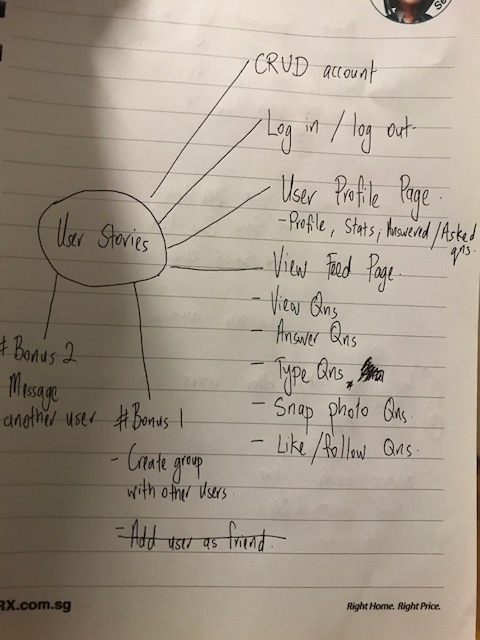 CRUD account
Log in / log out.
User Profile Page.
- Profile, Stats, Answered/Asked
qns.
User Stories
View Feed Page.
- View Qns
- Answer Qns
- Type Qns.
- Snap photo Qns.
- Like/follow Qns.
# Bonus 2
Message
another user
# Bonus 1
- Create group
with other users.
- Add user as friend.
RX.com.sg
Right Home. Right Price.